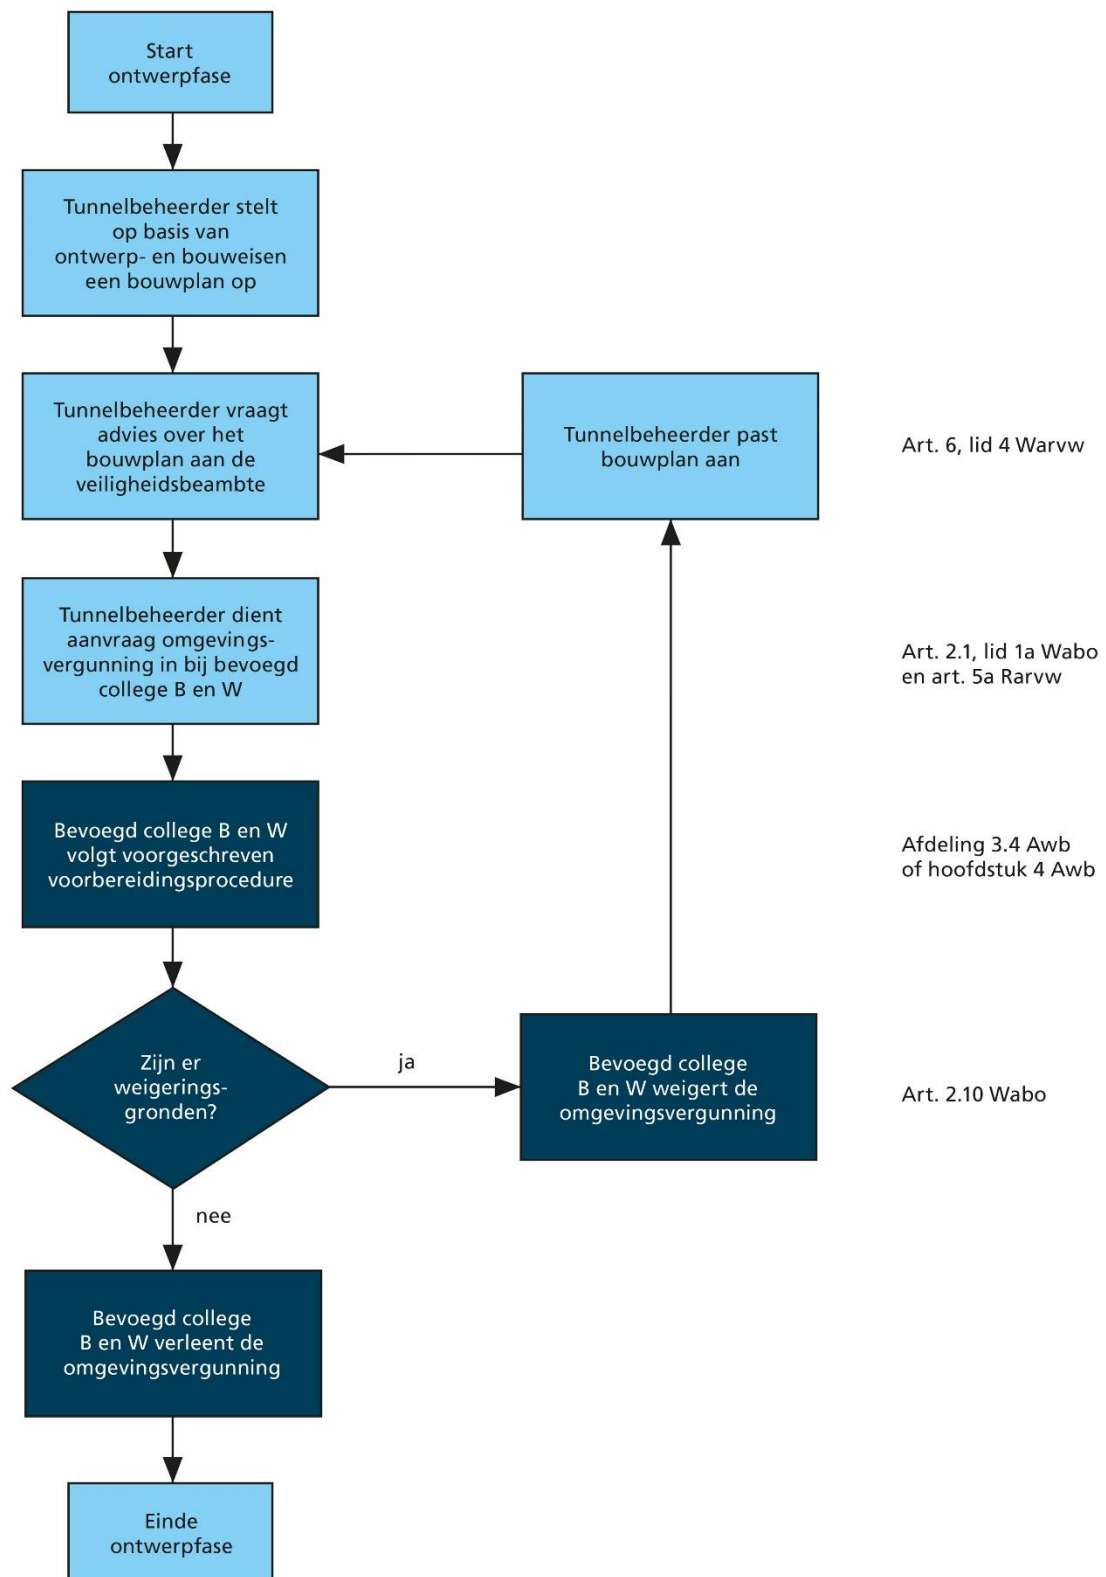 Start
ontwerpfase
Tunnelbeheerder stelt
op basis van
ontwerp- en bouweisen
een bouwplan op
Tunnelbeheerder vraagt
advies over het
bouwplan aan de
veiligheidsbeambte
Tunnelbeheerder past
bouwplan aan
Art. 6, lid 4 Warvw
Tunnelbeheerder dient
aanvraag omgevings-
vergunning in bij bevoegd
college B en W
Art. 2.1, lid 1a Wabo
en art. 5a Rarvw
Bevoegd college B en W
volgt voorgeschreven
voorbereidingsprocedure
Afdeling 3.4 Awb
of hoofdstuk 4 Awb
Zijn er
weigerings-
gronden?
ja
Bevoegd college
B en W weigert de
omgevingsvergunning
Art. 2.10 Wabo
nee
Bevoegd college
B en W verleent de
omgevingsvergunning
Einde
ontwerpfase